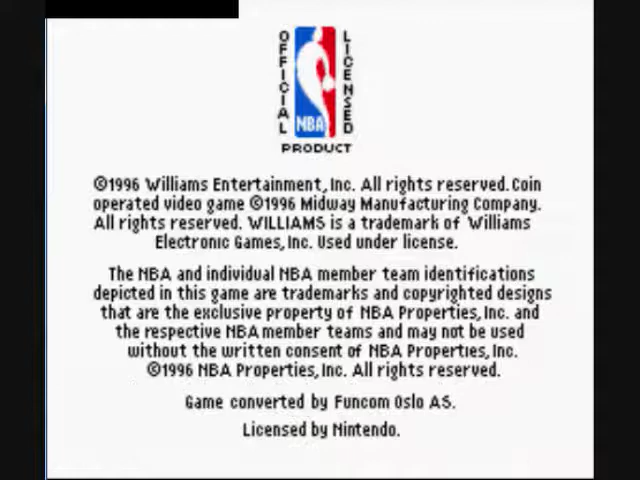 OFFICIAL
LICENSED
NBA
PRODUCT
©1996 Williams Entertainment, Inc. All rights reserved. Coin
operated video game ©1996 Midway Manufacturing Company.
All rights reserved. WILLIAMS is a trademark of Williams
Electronic Games, Inc. Used under license.
The NBA and individual NBA member team identifications
depicted in this game are trademarks and copyrighted designs
that are the exclusive property of NBA Properties, Inc. and
the respective NBA member teams and may not be used
without the written consent of NBA Properties, Inc.
©1996 NBA Properties, Inc. All rights reserved.
Game converted by Funcom Oslo AS.
Licensed by Nintendo.